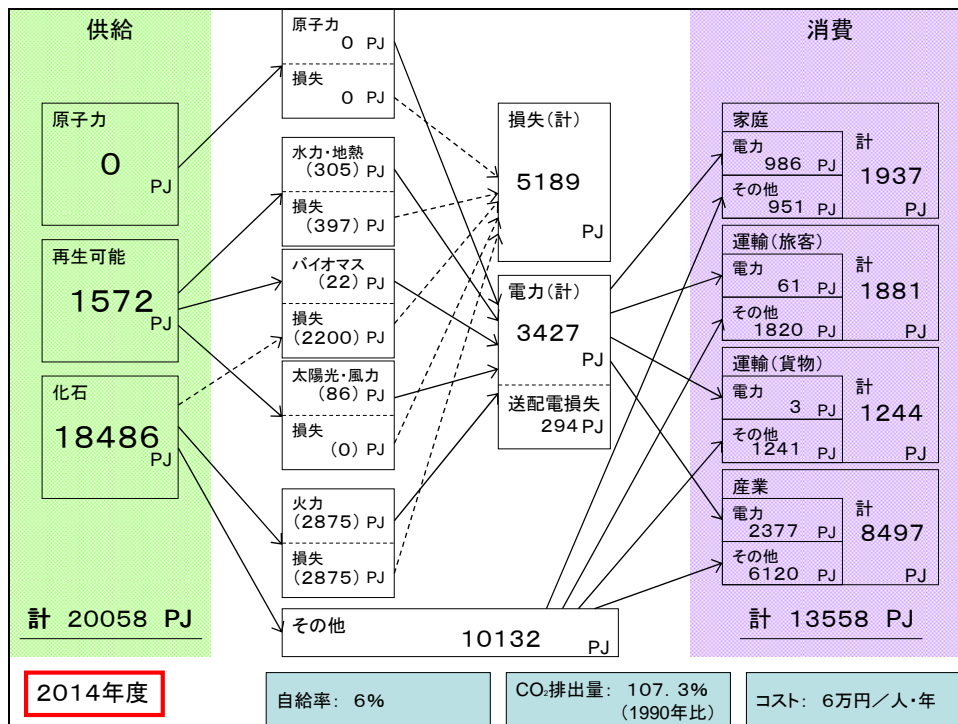 供給
原子力
0
PJ
再生可能
1572
PJ
化石
18486
PJ
計 20058 PJ
原子力
0 PJ
損失
0 PJ
水力・地熱
(305) PJ
損失
(397) PJ
バイオマス
(22) PJ
損失
(2200) PJ
太陽光・風力
(86) PJ
損失
(0) PJ
火力
(2875) PJ
損失
(2875) PJ
その他
10132 PJ
損失(計)
5189
PJ
電力(計)
3427
PJ
送配電損失
294 PJ
消費
家庭
電力
986 PJ
その他
951 PJ
計
1937
PJ
運輸(旅客)
電力
61 PJ
その他
1820 PJ
計
1881
PJ
運輸(貨物)
電力
3 PJ
その他
1241 PJ
計
1244
PJ
産業
電力
2377 PJ
その他
6120 PJ
計
8497
PJ
計 13558 PJ
2014年度
自給率: 6%
CO₂排出量: 107.3%
(1990年比)
コスト: 6万円/人・年